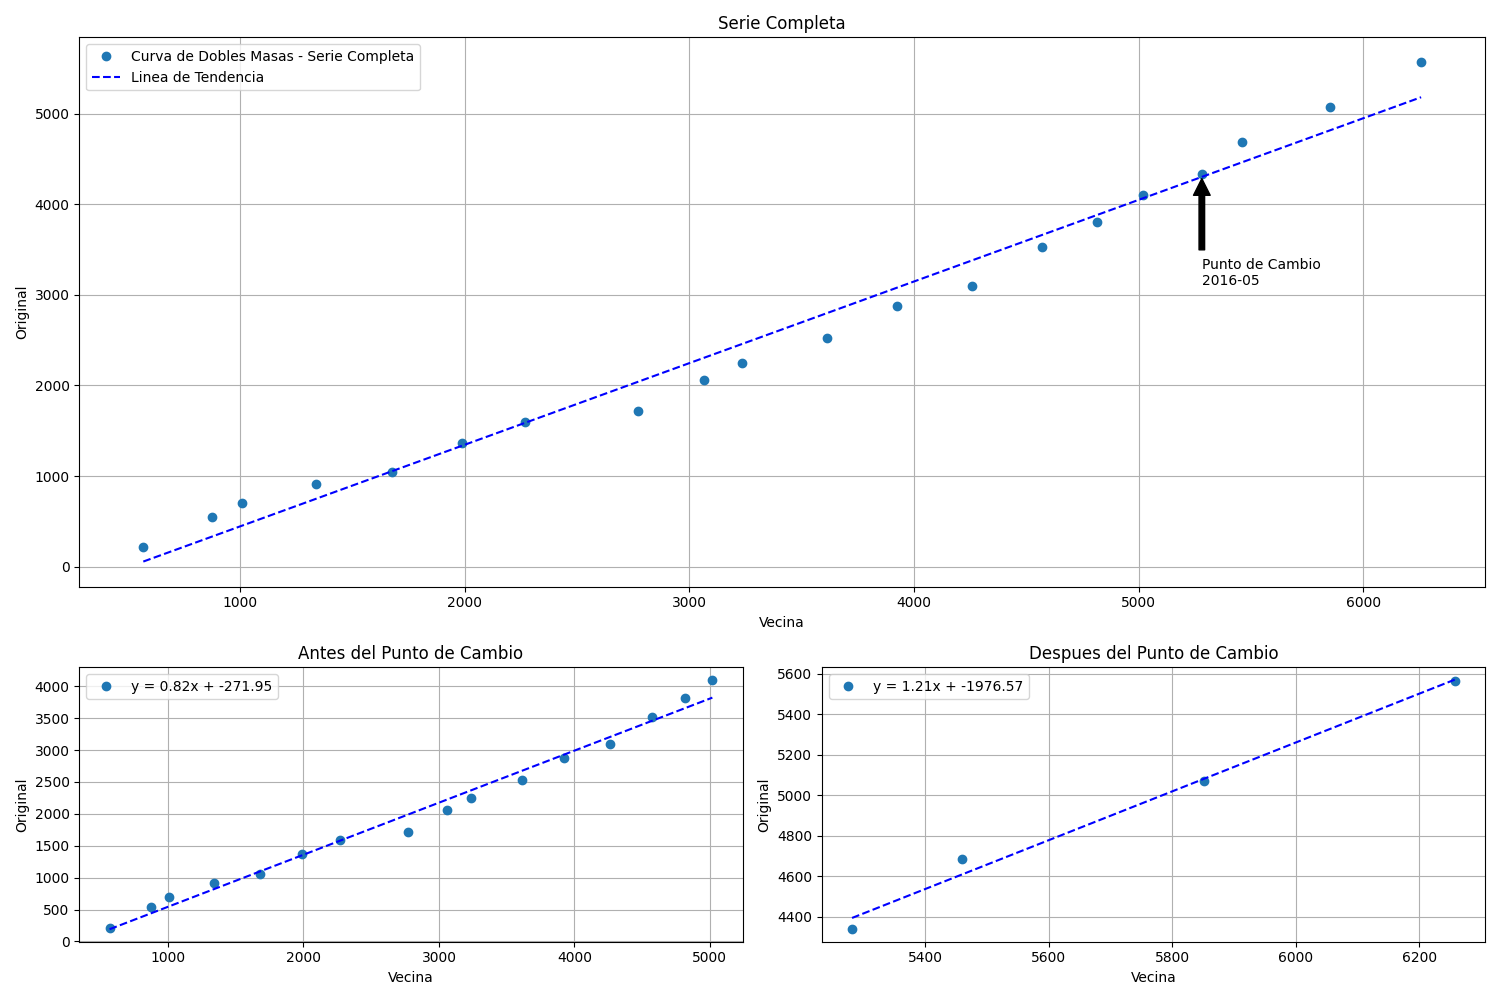 Serie Completa
Curva de Dobles Masas - Serie Completa
Linea de Tendencia
Original
5000
4000
3000
2000
1000
0
Punto de Cambio
2016-05
1000 2000 3000 4000 5000 6000
Vecina
Antes del Punto de Cambio
y = 0.82x + -271.95
Original
4000
3500
3000
2500
2000
1500
1000
500
0
1000 2000 3000 4000 5000
Vecina
Despues del Punto de Cambio
y = 1.21x + -1976.57
Original
5600
5400
5200
5000
4800
4600
4400
5400 5600 5800 6000 6200
Vecina